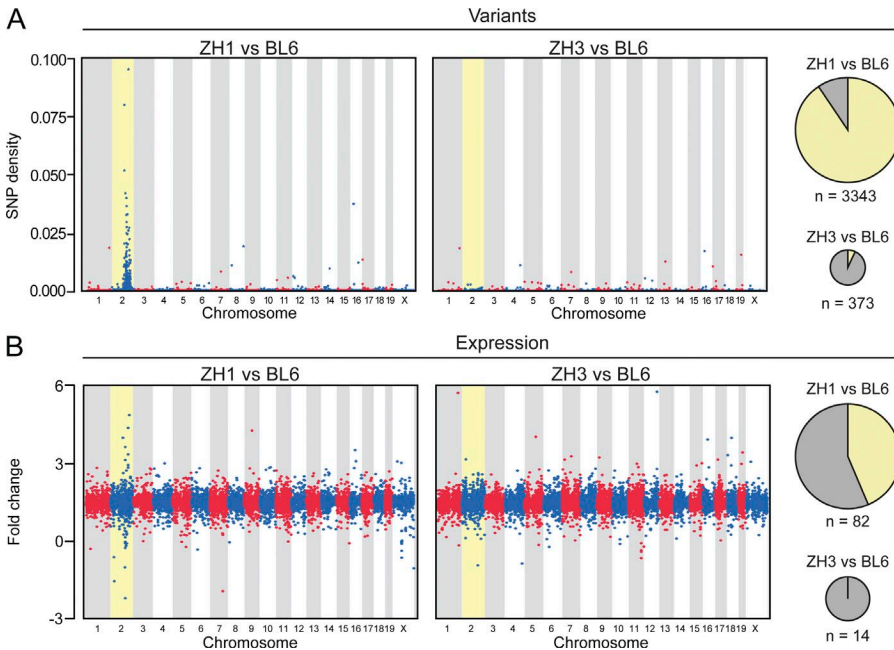 A
Variants
ZH1 vs BL6
ZH3 vs BL6
0.100
0.075
0.050
0.025
0.000
SNP density
1 2 3 4 5 6 7 8 9 10 11 12 13 14 15 16 17 18 19 X
Chromosome
1 2 3 4 5 6 7 8 9 10 11 12 13 14 15 16 17 18 19 X
Chromosome
ZH1 vs BL6
n = 3343
ZH3 vs BL6
n = 373
B
Expression
ZH1 vs BL6
ZH3 vs BL6
6
3
0
-3
Fold change
1 2 3 4 5 6 7 8 9 10 11 12 13 14 15 16 17 18 19 X
Chromosome
1 2 3 4 5 6 7 8 9 10 11 12 13 14 15 16 17 18 19 X
Chromosome
ZH1 vs BL6
n = 82
ZH3 vs BL6
n = 14